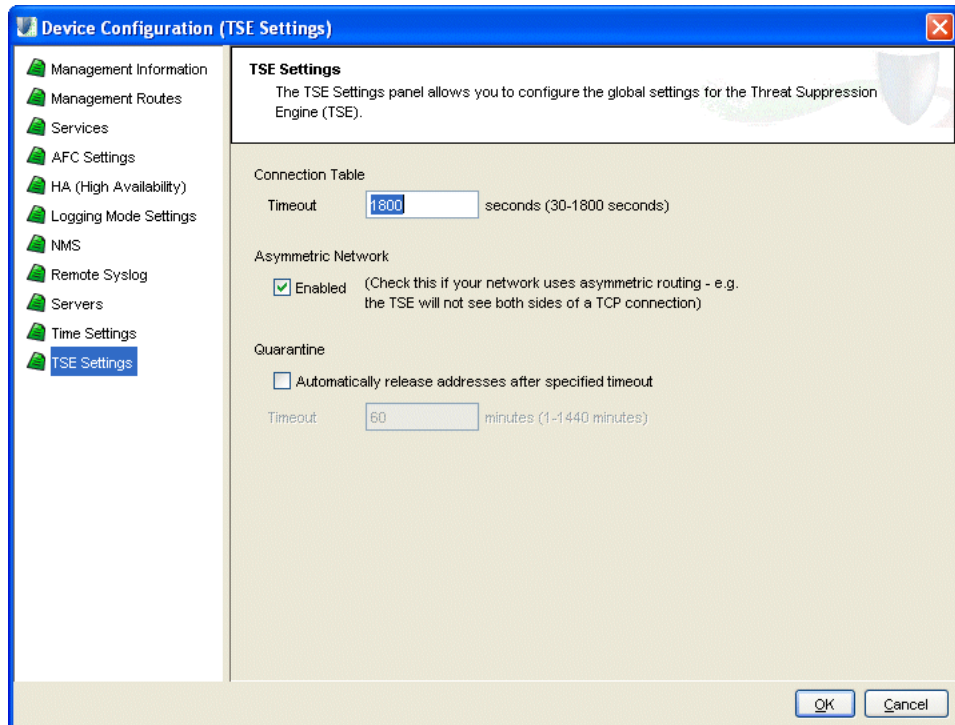 Device Configuration (TSE Settings)
Management Information
Management Routes
Services
AFC Settings
HA (High Availability)
Logging Mode Settings
NMS
Remote Syslog
Servers
Time Settings
TSE Settings
TSE Settings
The TSE Settings panel allows you to configure the global settings for the Threat Suppression
Engine (TSE).
Connection Table
Timeout 1800 seconds (30-1800 seconds)
Asymmetric Network
Enabled (Check this if your network uses asymmetric routing - e.g.
the TSE will not see both sides of a TCP connection)
Quarantine
Automatically release addresses after specified timeout
Timeout 60 minutes (1-1440 minutes)
OK Cancel